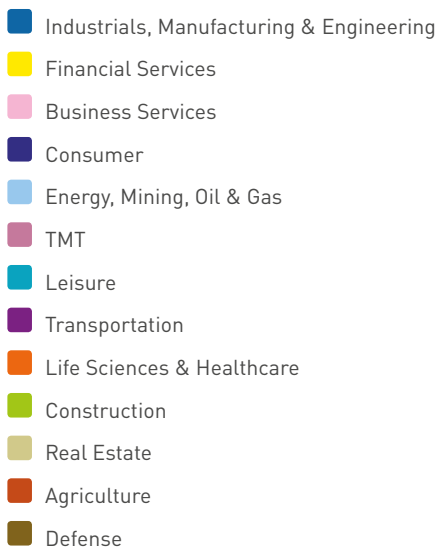 Industrials, Manufacturing & Engineering
Financial Services
Business Services
Consumer
Energy, Mining, Oil & Gas
TMT
Leisure
Transportation
Life Sciences & Healthcare
Construction
Real Estate
Agriculture
Defense